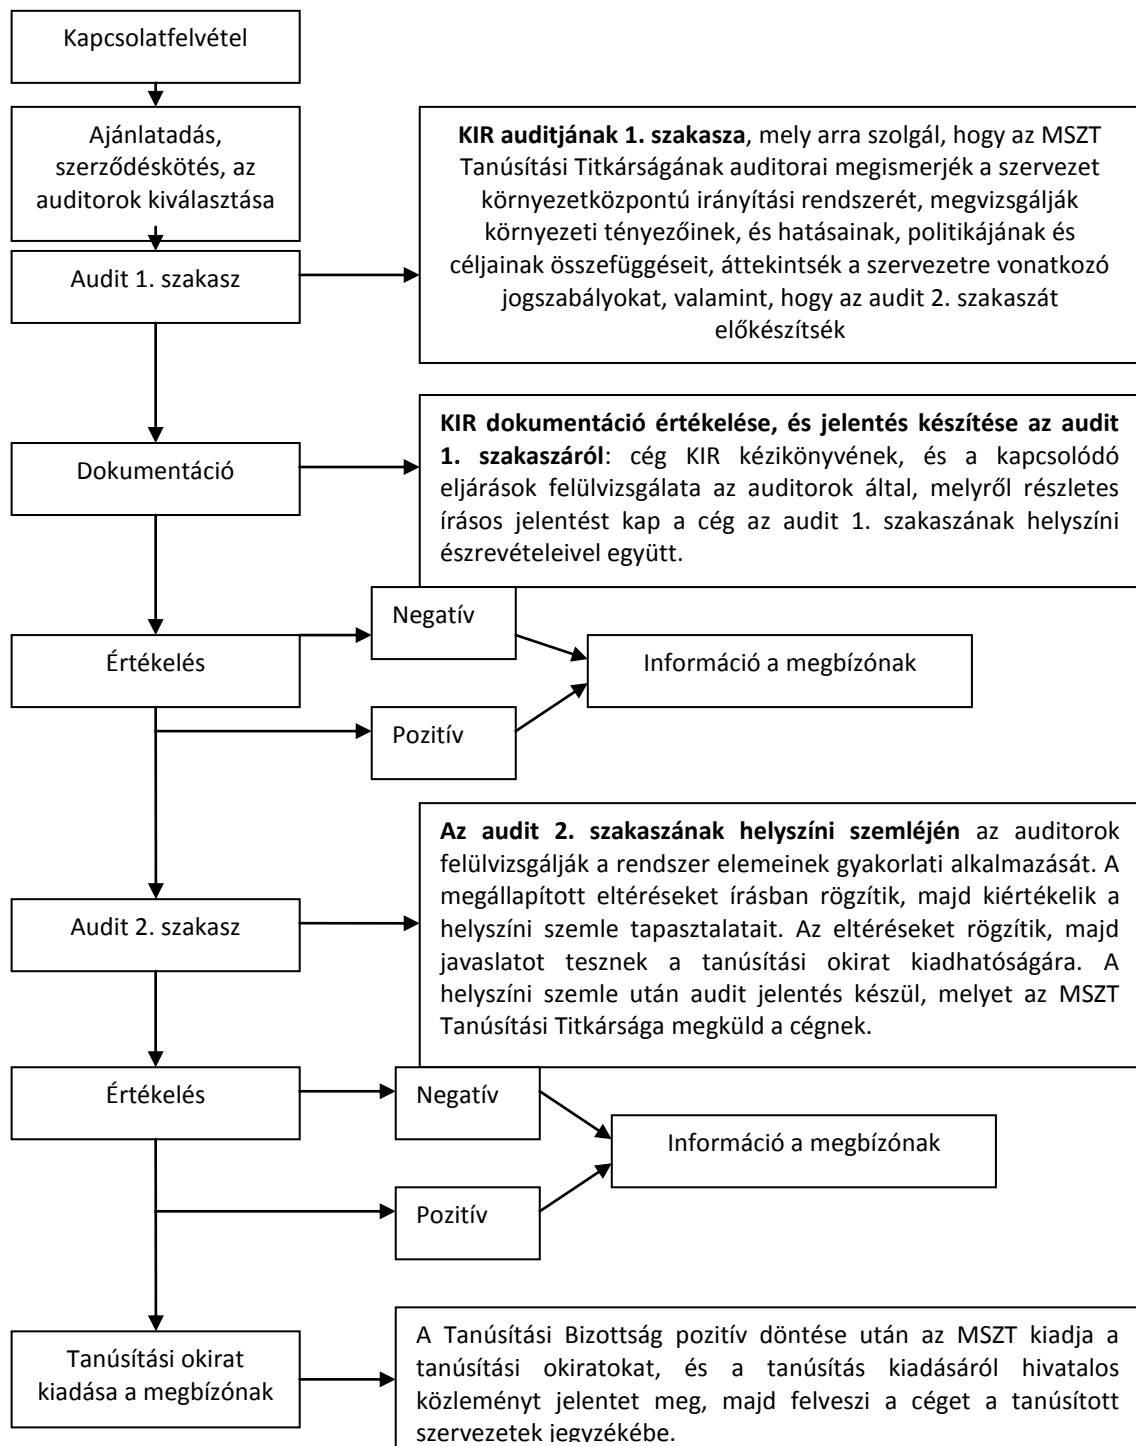 Kapcsolatfelvétel
Ajánlatadás,
szerződéskötés, az
auditorok kiválasztása
Audit 1. szakasz
KIR auditjának 1. szakasza, mely arra szolgál, hogy az MSZT
Tanúsítási Titkárságának auditorai megismerjék a szervezet
környezetközpontú irányítási rendszerét, megvizsgálják
környezeti tényezőinek, és hatásainak, politikájának és
céljainak összefüggéseit, áttekintsék a szervezetre vonatkozó
jogszabályokat, valamint, hogy az audit 2. szakaszát
előkészítsék
Dokumentáció
KIR dokumentáció értékelése, és jelentés készítése az audit
1. szakaszáról: cég KIR kézikönyvének, és a kapcsolódó
eljárások felülvizsgálata az auditorok által, melyről részletes
írásos jelentést kap a cég az audit 1. szakaszának helyszíni
észrevételeivel együtt.
Értékelés
Negatív
Információ a megbízónak
Pozitív
Audit 2. szakasz
Az audit 2. szakaszának helyszíni szemléjén az auditorok
felülvizsgálják a rendszer elemeinek gyakorlati alkalmazását. A
megállapított eltéréseket írásban rögzítik, majd kiértékelik a
helyszíni szemle tapasztalatait. Az eltéréseket rögzítik, majd
javaslatot tesznek a tanúsítási okirat kiadhatóságára. A
helyszíni szemle után audit jelentés készül, melyet az MSZT
Tanúsítási Titkársága megküld a cégnek.
Értékelés
Negatív
Információ a megbízónak
Pozitív
Tanúsítási okirat
kiadása a megbízónak
A Tanúsítási Bizottság pozitív döntése után az MSZT kiadja a
tanúsítási okiratokat, és a tanúsítás kiadásáról hivatalos
közleményt jelentet meg, majd felveszi a céget a tanúsított
szervezetek jegyzékébe.